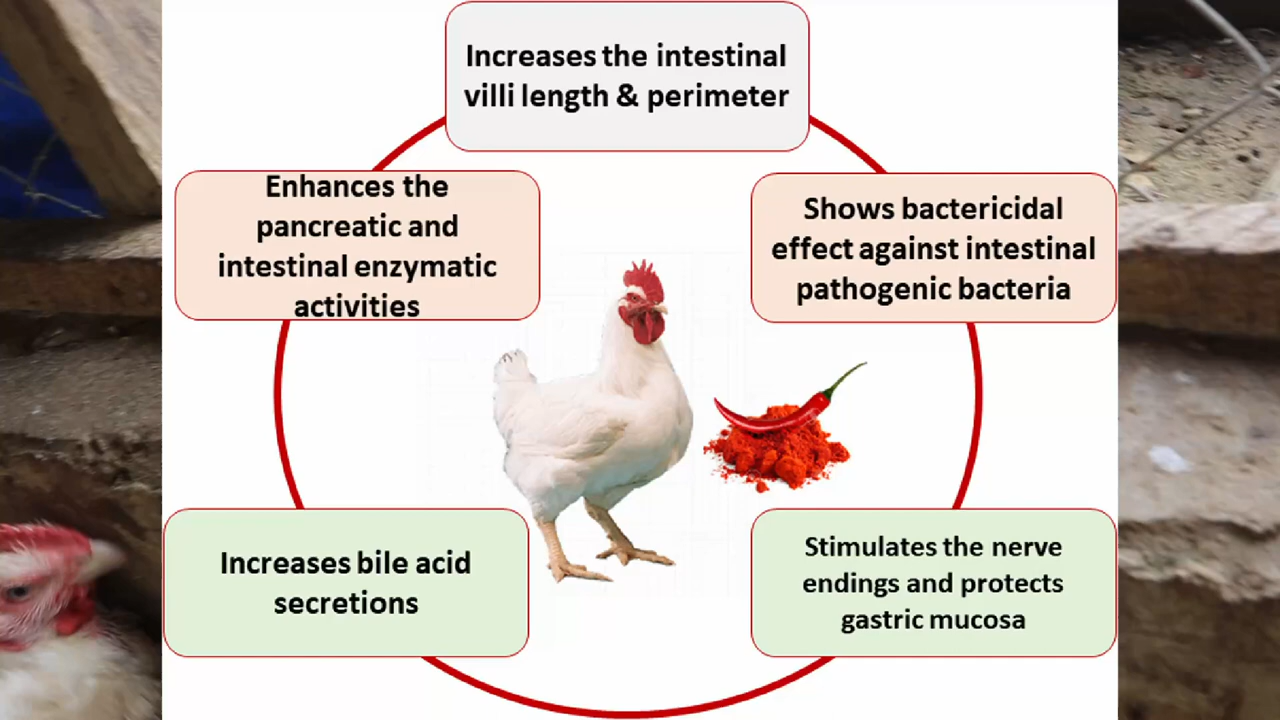 Increases the intestinal
villi length & perimeter
Enhances the
pancreatic and
intestinal enzymatic
activities
Shows bactericidal
effect against intestinal
pathogenic bacteria
Increases bile acid
secretions
Stimulates the nerve
endings and protects
gastric mucosa